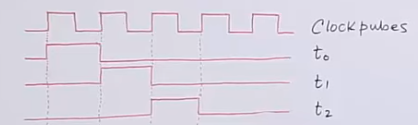 Clock pulses
t₀
t₁
t₂